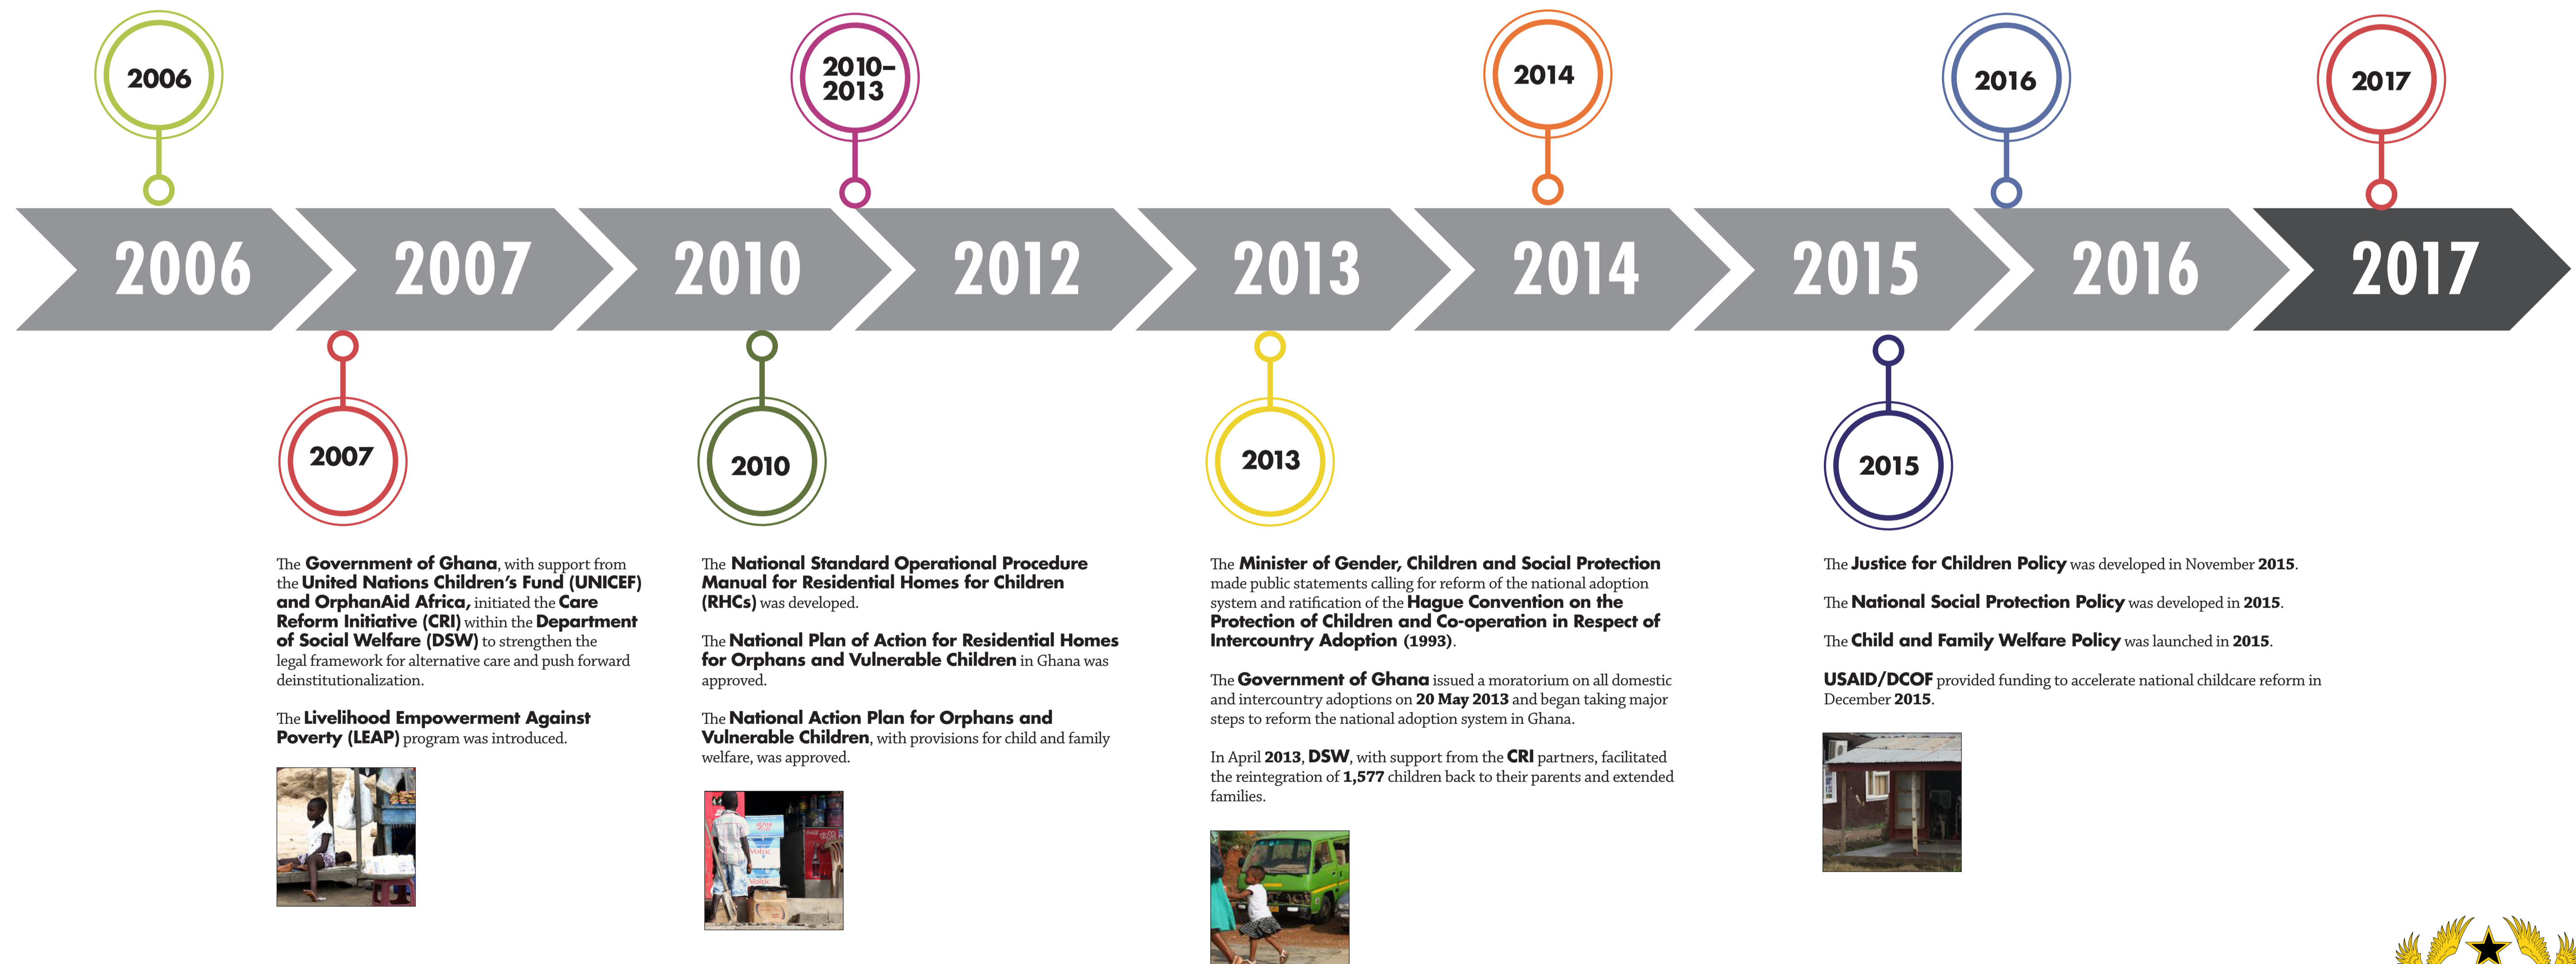 2006
2010–
2013
2014
2016
2017
2006
2007
2010
2012
2013
2014
2015
2016
2017
2007
2010
2013
2015
The Government of Ghana, with support from
the United Nations Children's Fund (UNICEF)
and OrphanAid Africa, initiated the Care
Reform Initiative (CRI) within the Department
of Social Welfare (DSW) to strengthen the
legal framework for alternative care and push forward
deinstitutionalization.
The Livelihood Empowerment Against
Poverty (LEAP) program was introduced.
The National Standard Operational Procedure
Manual for Residential Homes for Children
(RHCs) was developed.
The National Plan of Action for Residential Homes
for Orphans and Vulnerable Children in Ghana was
approved.
The National Action Plan for Orphans and
Vulnerable Children, with provisions for child and family
welfare, was approved.
Voltic
Voltic
The Minister of Gender, Children and Social Protection
made public statements calling for reform of the national adoption
system and ratification of the Hague Convention on the
Protection of Children and Co-operation in Respect of
Intercountry Adoption (1993).
The Government of Ghana issued a moratorium on all domestic
and intercountry adoptions on 20 May 2013 and began taking major
steps to reform the national adoption system in Ghana.
In April 2013, DSW, with support from the CRI partners, facilitated
the reintegration of 1,577 children back to their parents and extended
families.
The Justice for Children Policy was developed in November 2015.
The National Social Protection Policy was developed in 2015.
The Child and Family Welfare Policy was launched in 2015.
USAID/DCOF provided funding to accelerate national childcare reform in
December 2015.